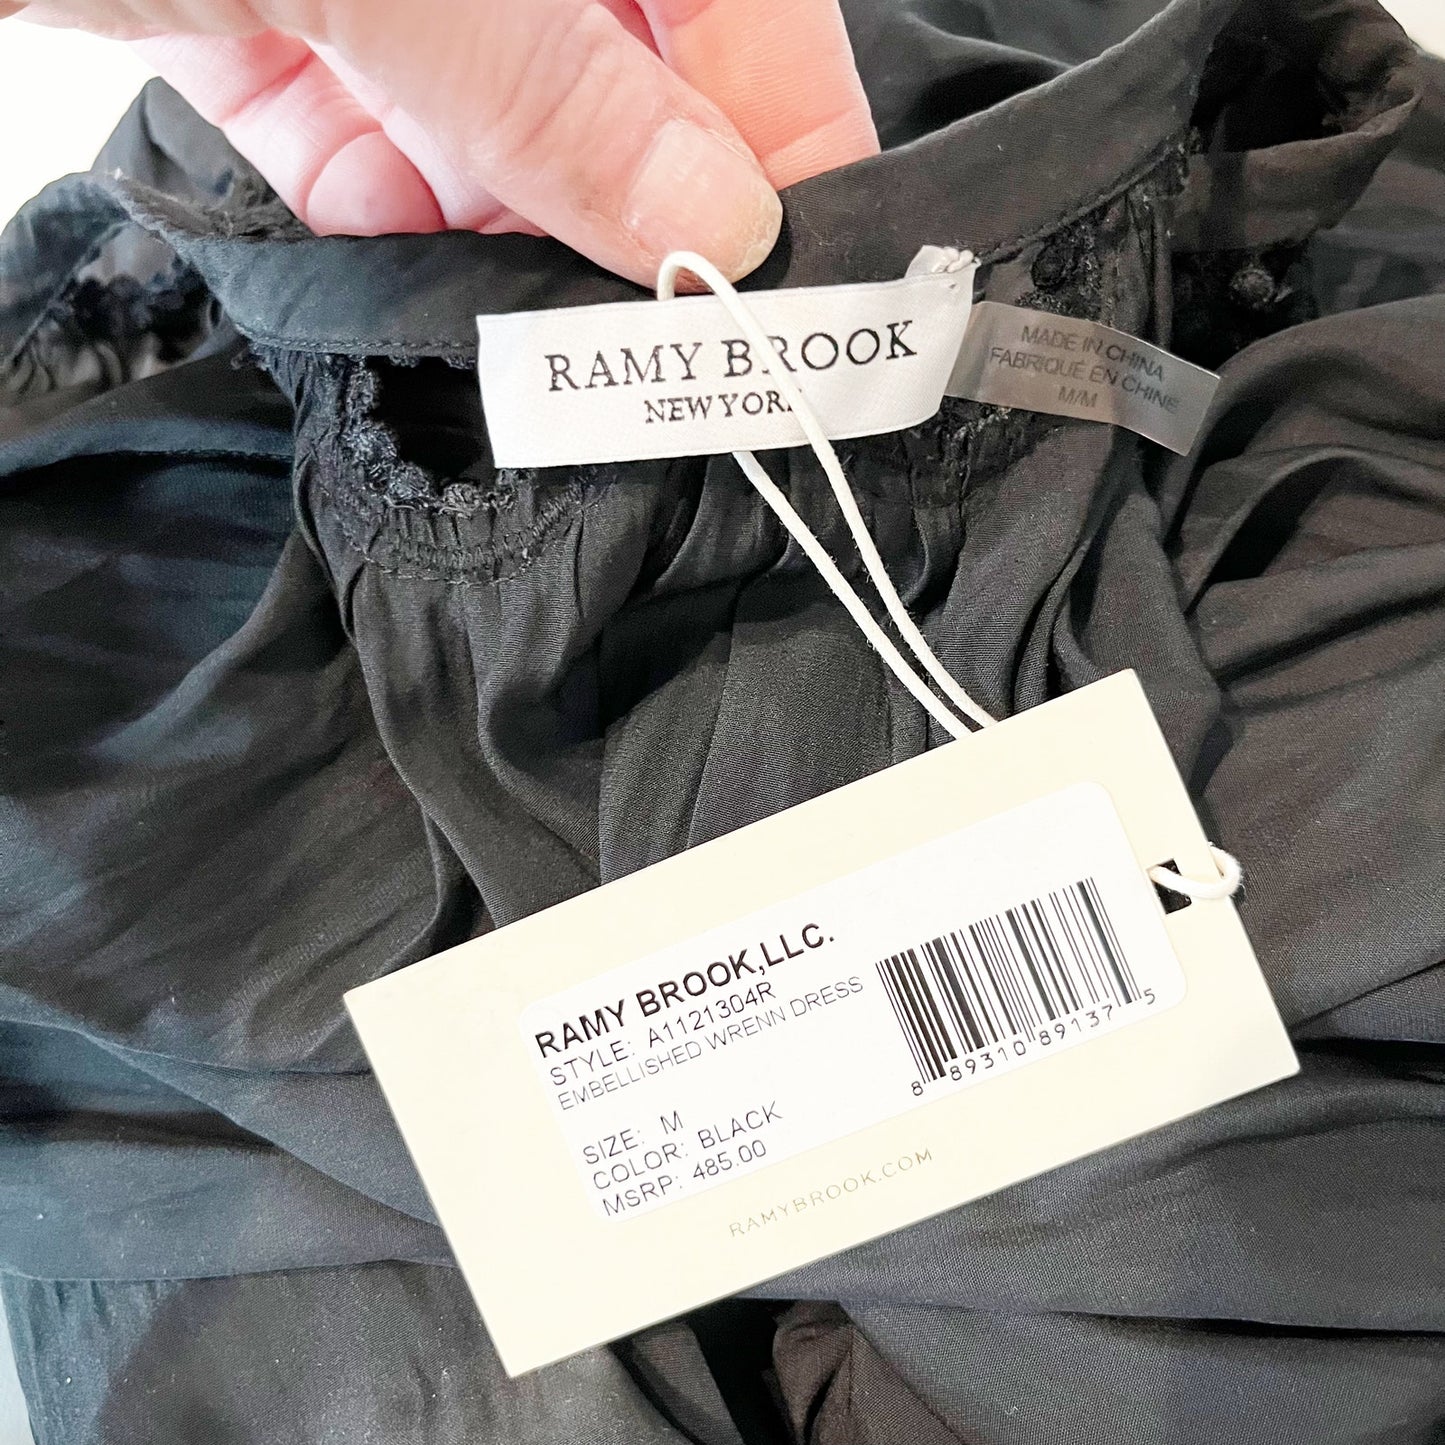 RAMY BROOK
NEW YORK
MADE IN CHINA
FABRIQUÉ EN CHINE
M/M
RAMY BROOK,LLC.
STYLE: A1121304R
EMBELLISHED WRENN DRESS
SIZE: M
COLOR: BLACK
MSRP: 485.00
8 89310 89137 5
RAMYBROOK.COM